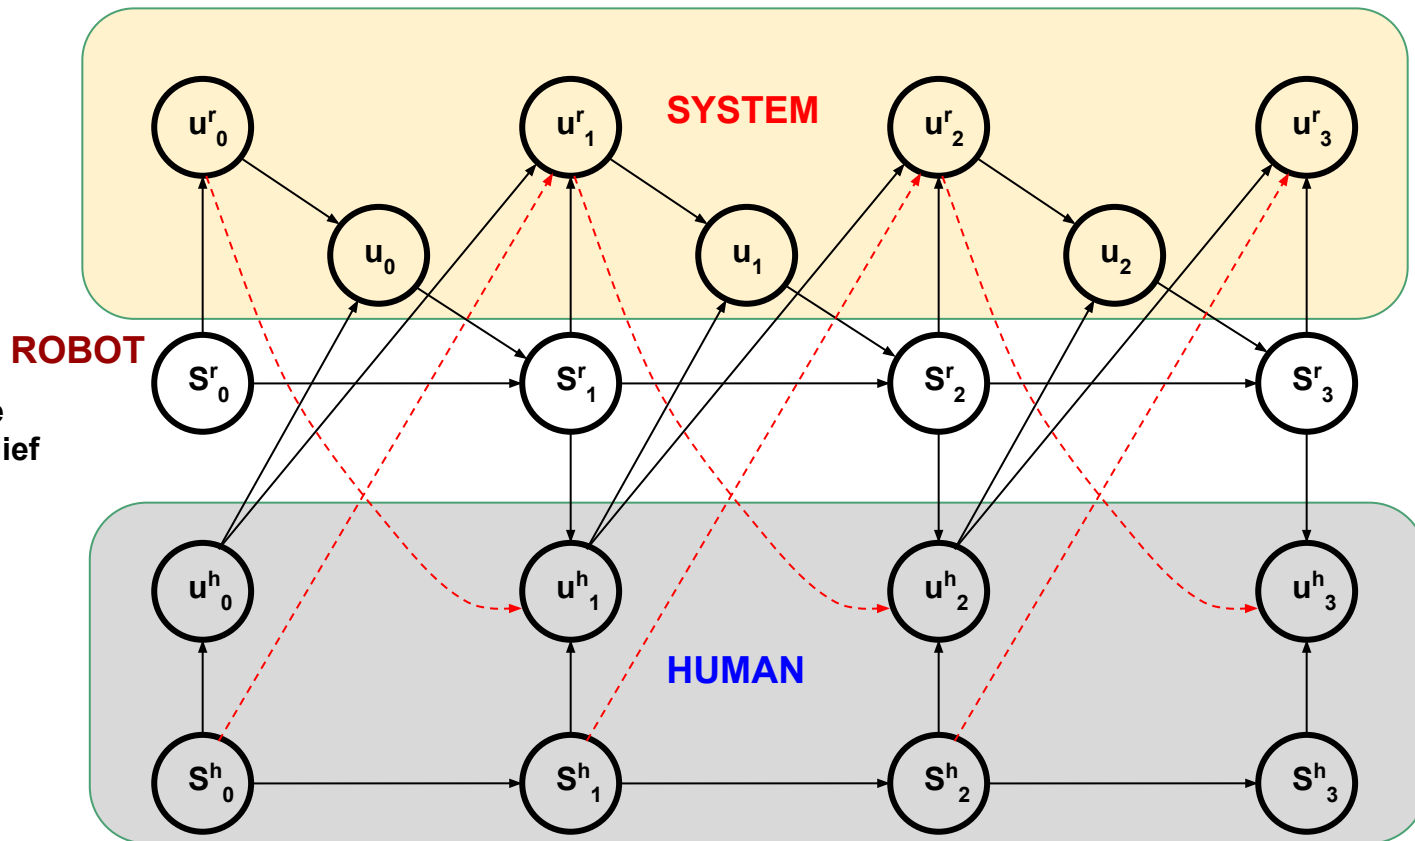 u^r_0 u^r_1 SYSTEM u^r_2 u^r_3
u_0 u_1 u_2
ROBOT
S^r_0 S^r_1 S^r_2 S^r_3
u^h_0 u^h_1 u^h_2 u^h_3
HUMAN
S^h_0 S^h_1 S^h_2 S^h_3